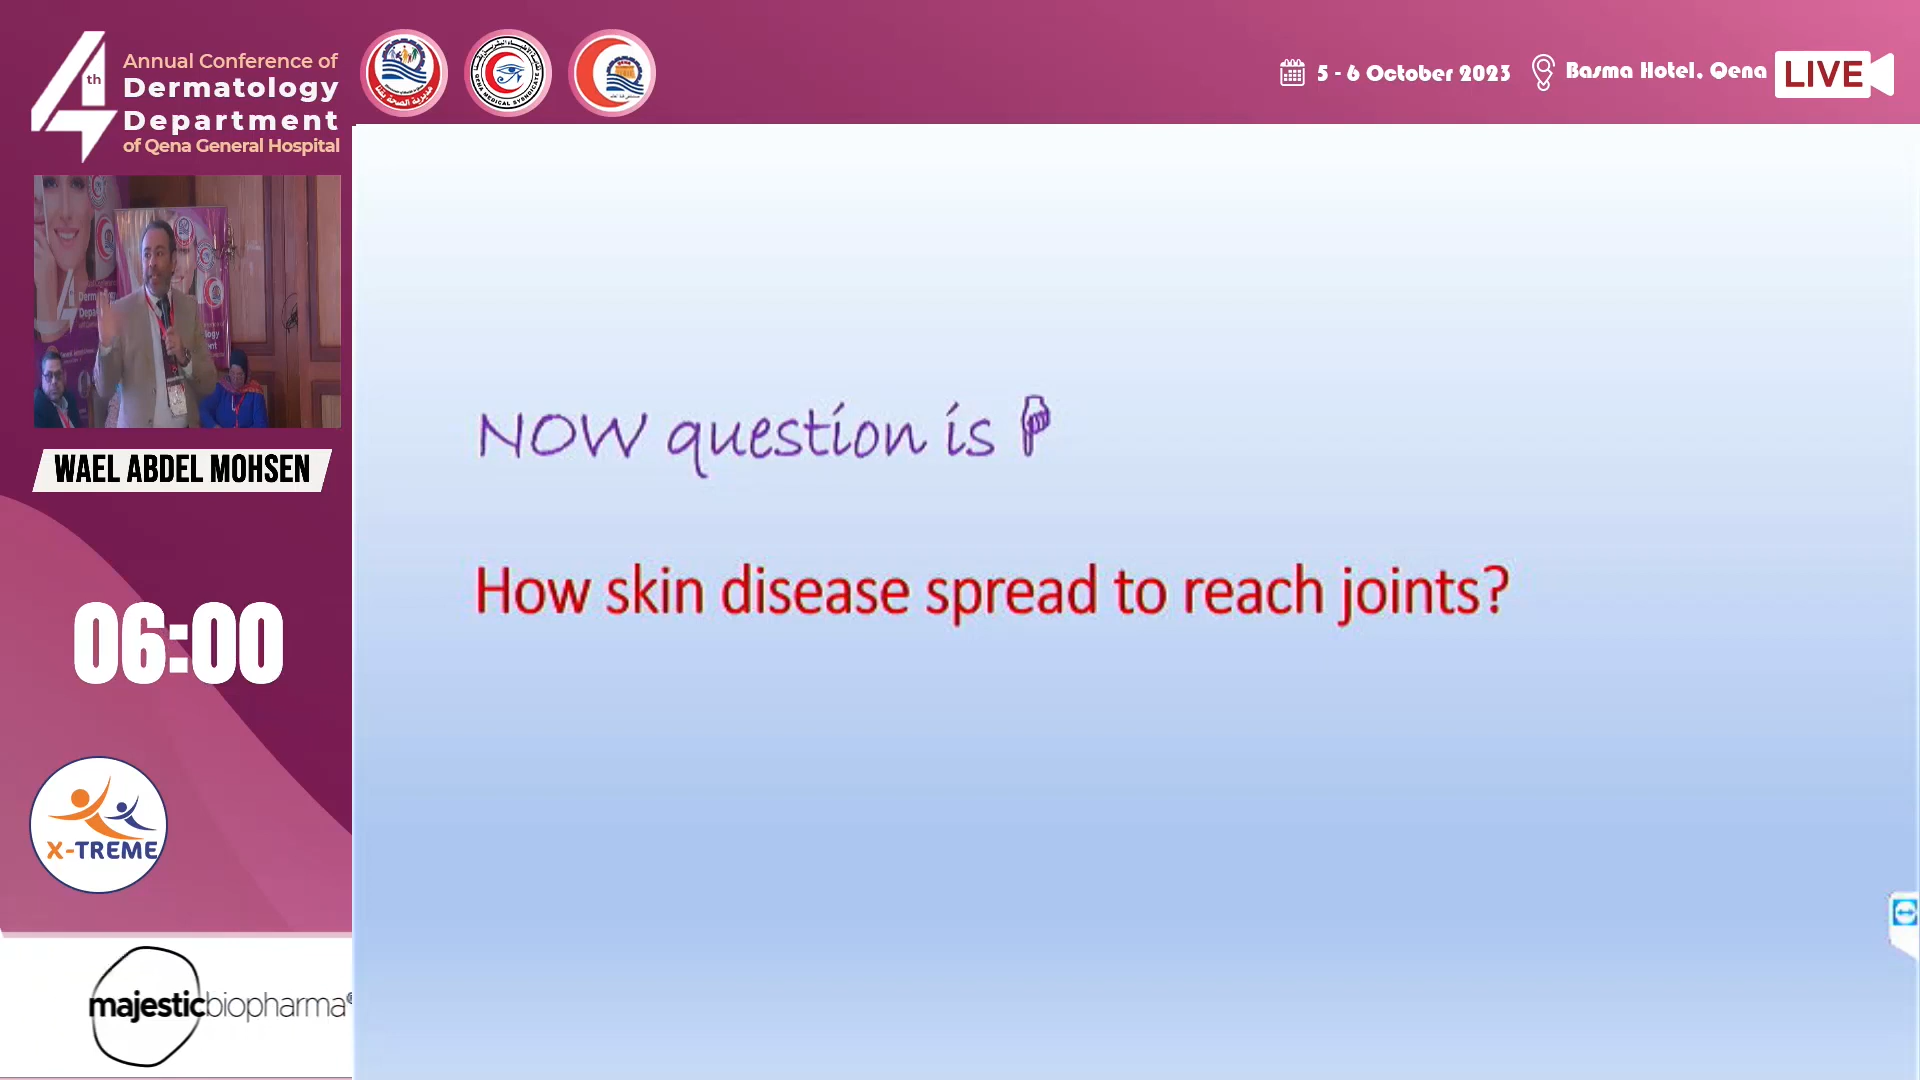 4th
Annual Conference of
Dermatology
Department
of Qena General Hospital
5 - 6 October 2023
Basma Hotel, Qena
LIVE
WAEL ABDEL MOHSEN
06:00
X-TREME
majesticbiopharma®
NOW question is
How skin disease spread to reach joints?